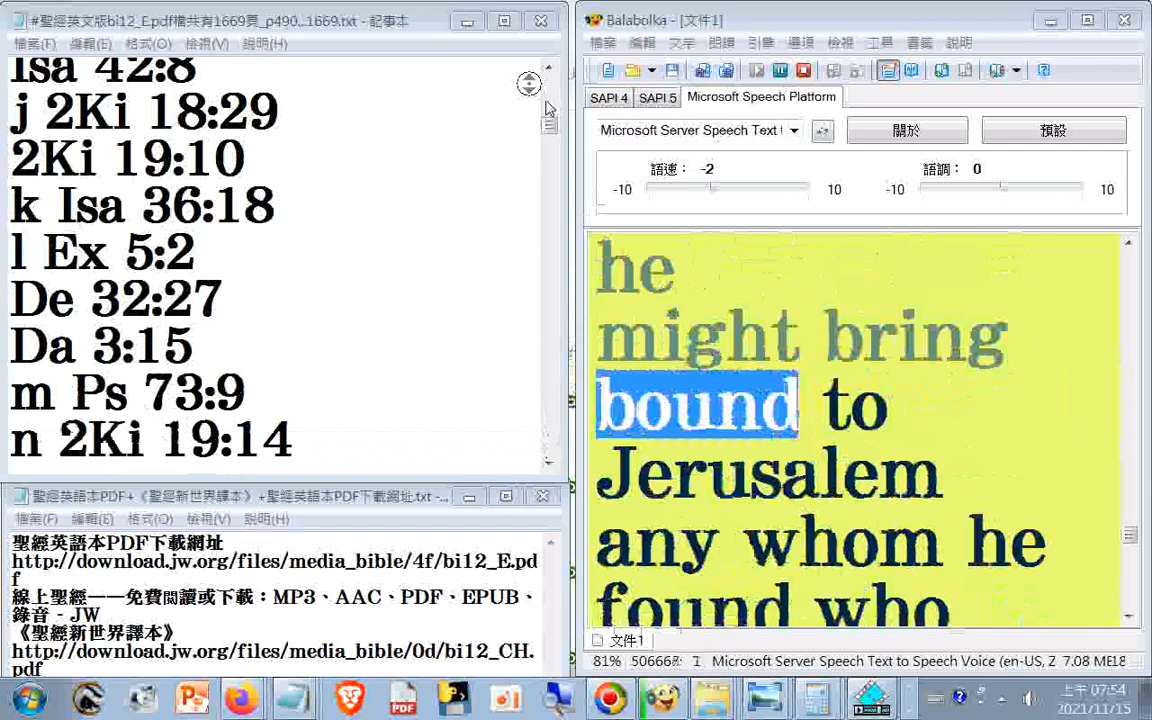 #聖經英文版bi12_E.pdf檔共有1669頁_p490...1669.txt - 記事本
檔案(F) 編輯(E) 格式(O) 檢視(V) 說明(H)
Isa 42:8
j 2Ki 18:29
2Ki 19:10
k Isa 36:18
l Ex 5:2
De 32:27
Da 3:15
m Ps 73:9
n 2Ki 19:14
聖經英語本PDF+《聖經新世界譯本》+聖經英語本PDF下載網址.txt - ...
檔案(F) 編輯(E) 格式(O) 檢視(V) 說明(H)
聖經英語本PDF下載網址
http://download.jw.org/files/media_bible/4f/bi12_E.pd
f
線上聖經──免費閱讀或下載：MP3、AAC、PDF、EPUB、
錄音 - JW
《聖經新世界譯本》
http://download.jw.org/files/media_bible/0d/bi12_CH.
pdf
Balabolka - [文件1]
檔案 編輯 文字 朗讀 引擎 選項 檢視 工具 書籤 說明
SAPI 4 SAPI 5 Microsoft Speech Platform
Microsoft Server Speech Text 關於 預設
語速： -2 語調： 0
-10 10 -10 10
he
might bring
bound to
Jerusalem
any whom he
found who
文件1
81% Microsoft Server Speech Text to Speech Voice (en-US, Z 7.08 ME
PDF
上午 07:54
2021/11/15